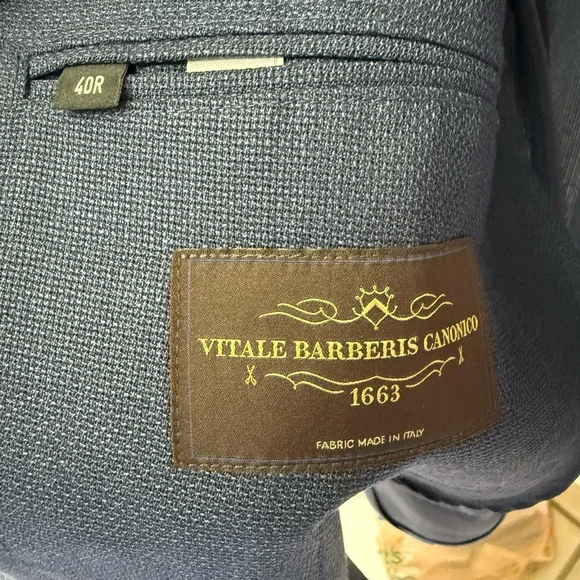 40R
VITALE BARBERIS CANONICO
1663
FABRIC MADE IN ITALY